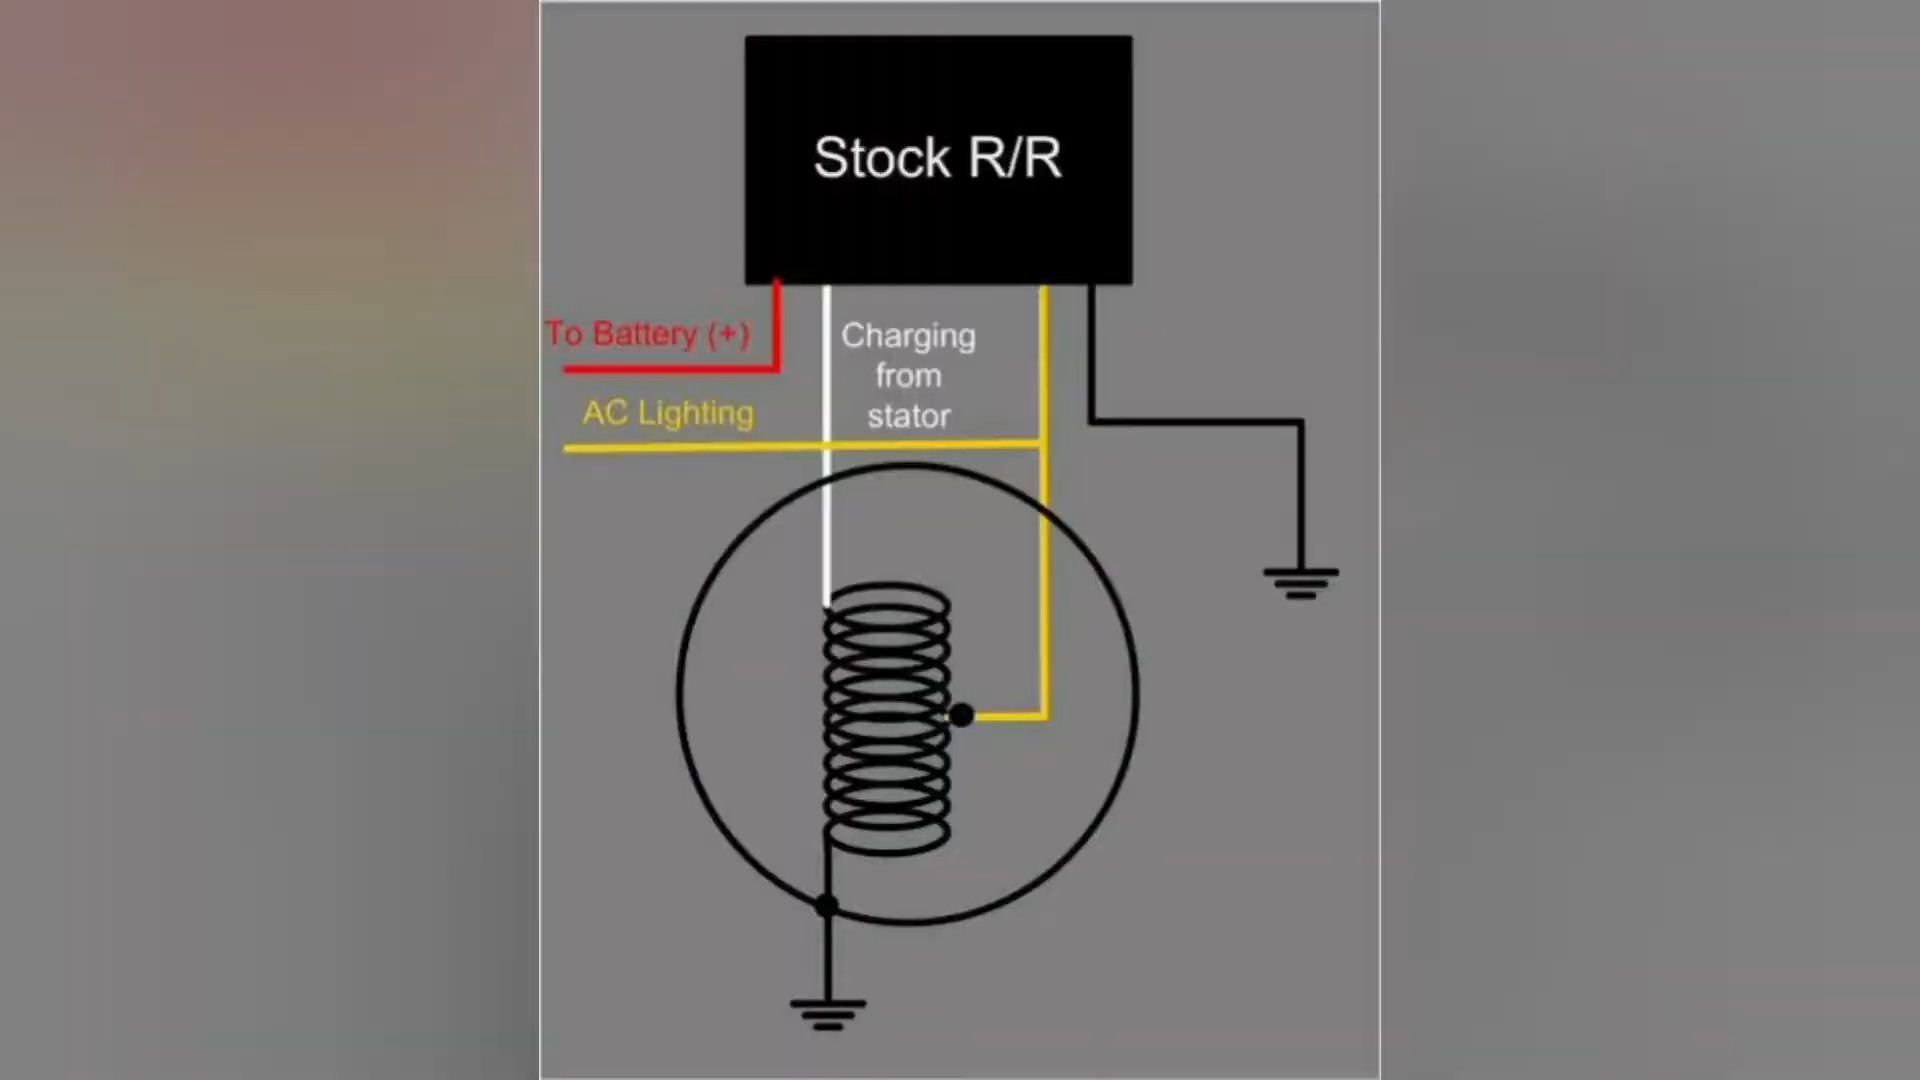 Stock R/R
To Battery (+)
Charging
from
stator
AC Lighting